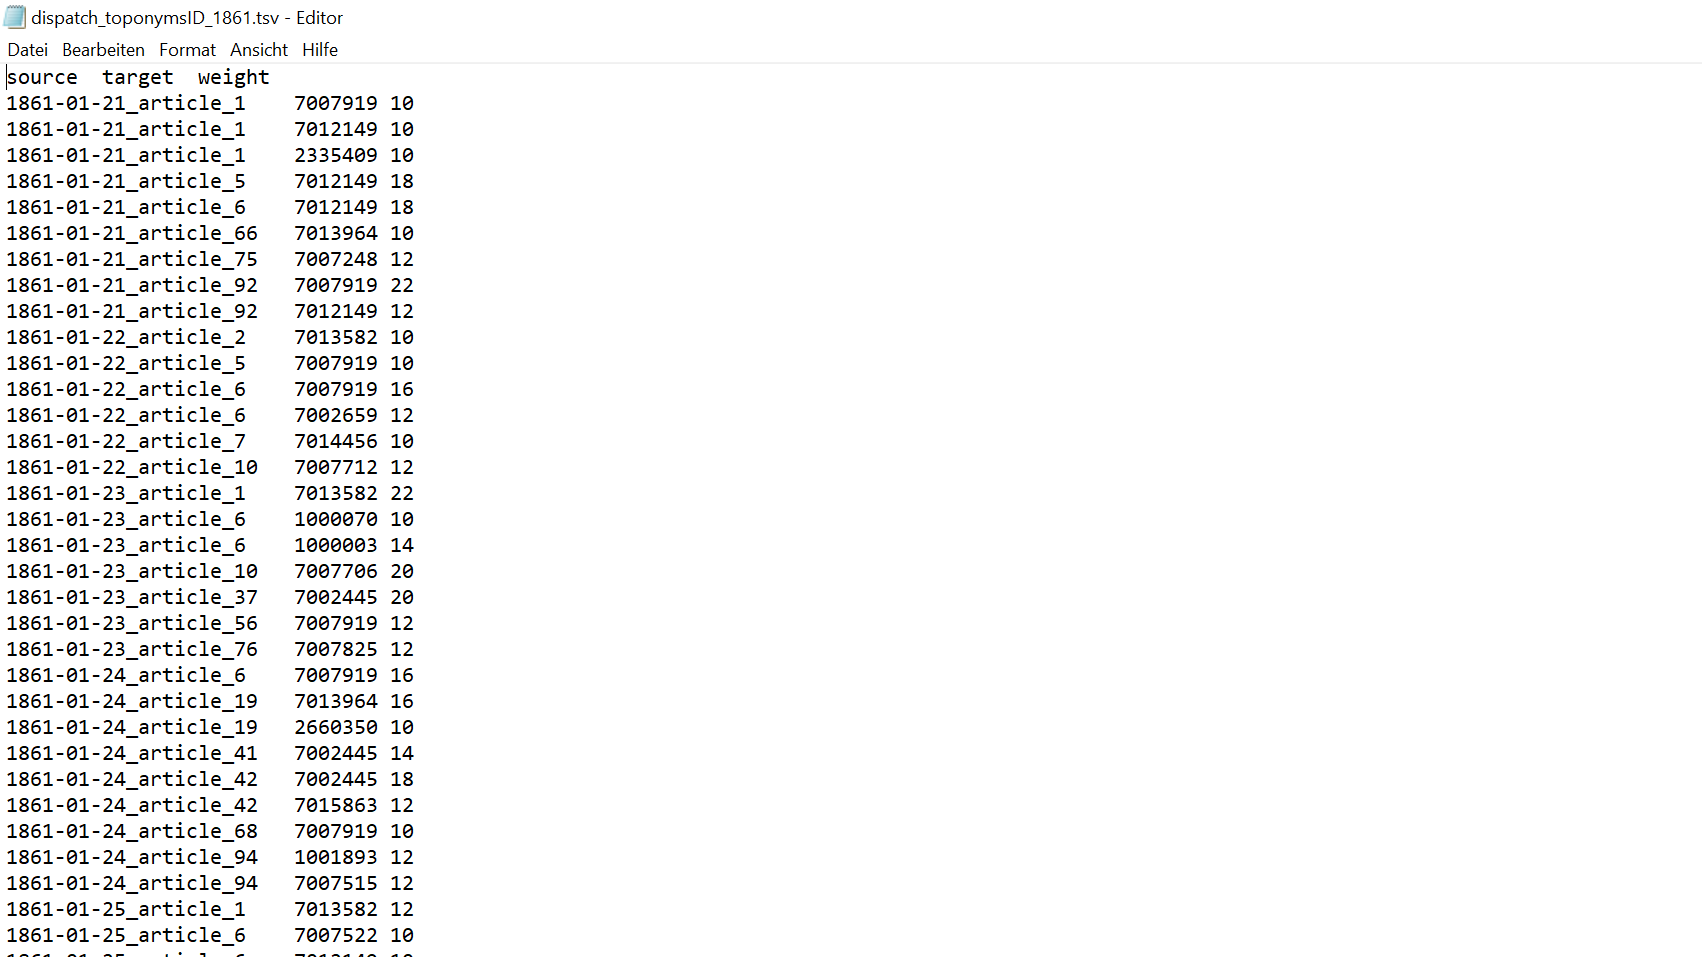 dispatch_toponymsID_1861.tsv - Editor
Datei Bearbeiten Format Ansicht Hilfe
source target weight
1861-01-21_article_1 7007919 10
1861-01-21_article_1 7012149 10
1861-01-21_article_1 2335409 10
1861-01-21_article_5 7012149 18
1861-01-21_article_6 7012149 18
1861-01-21_article_66 7013964 10
1861-01-21_article_75 7007248 12
1861-01-21_article_92 7007919 22
1861-01-21_article_92 7012149 12
1861-01-22_article_2 7013582 10
1861-01-22_article_5 7007919 10
1861-01-22_article_6 7007919 16
1861-01-22_article_6 7002659 12
1861-01-22_article_7 7014456 10
1861-01-22_article_10 7007712 12
1861-01-23_article_1 7013582 22
1861-01-23_article_6 1000070 10
1861-01-23_article_6 1000003 14
1861-01-23_article_10 7007706 20
1861-01-23_article_37 7002445 20
1861-01-23_article_56 7007919 12
1861-01-23_article_76 7007825 12
1861-01-24_article_6 7007919 16
1861-01-24_article_19 7013964 16
1861-01-24_article_19 2660350 10
1861-01-24_article_41 7002445 14
1861-01-24_article_42 7002445 18
1861-01-24_article_42 7015863 12
1861-01-24_article_68 7007919 10
1861-01-24_article_94 1001893 12
1861-01-24_article_94 7007515 12
1861-01-25_article_1 7013582 12
1861-01-25_article_6 7007522 10